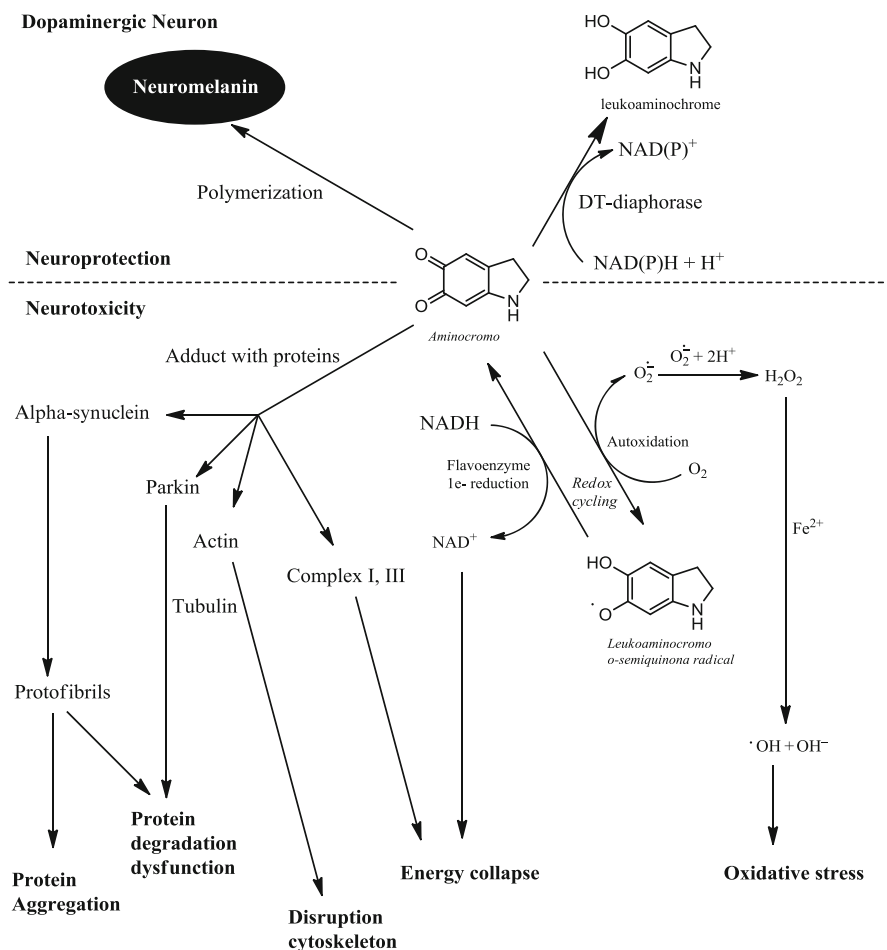 Dopaminergic Neuron
Neuromelanin
HO
HO
N
H
leukoaminochrome
NAD(P)⁺
Polymerization
DT-diaphorase
NAD(P)H + H⁺
Neuroprotection
O
O
N
H
Neurotoxicity
Aminocromo
Adduct with proteins
O₂∸
O₂∸ + 2H⁺
H₂O₂
Alpha-synuclein
NADH
Autoxidation
Flavoenzyme
1e- reduction
Redox
cycling
O₂
Parkin
Actin
NAD⁺
Fe²⁺
Complex I, III
HO
·O
N
H
Tubulin
Leukoaminocromo
o-semiquinona radical
Protofibrils
·OH + OH⁻
Protein
degradation
dysfunction
Protein
Aggregation
Energy collapse
Oxidative stress
Disruption
cytoskeleton